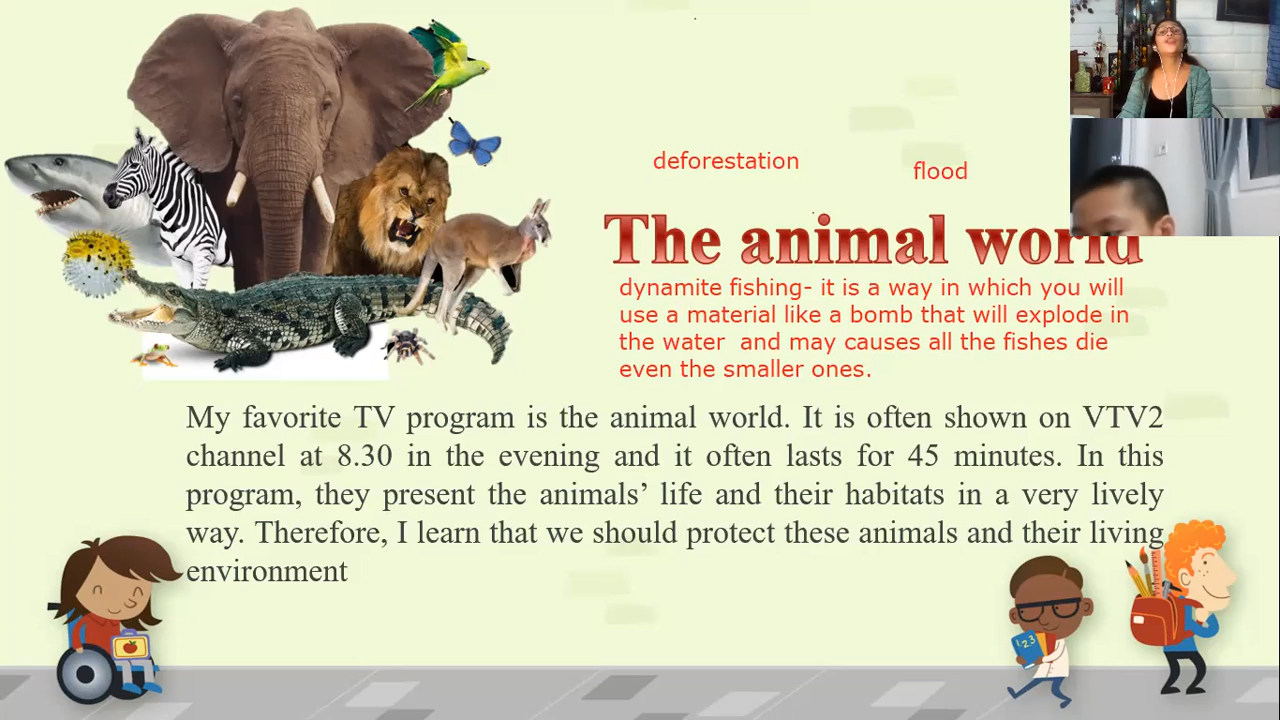 deforestation
flood
The animal world
dynamite fishing- it is a way in which you will
use a material like a bomb that will explode in
the water and may causes all the fishes die
even the smaller ones.
My favorite TV program is the animal world. It is often shown on VTV2
channel at 8.30 in the evening and it often lasts for 45 minutes. In this
program, they present the animals’ life and their habitats in a very lively
way. Therefore, I learn that we should protect these animals and their living
environment
123